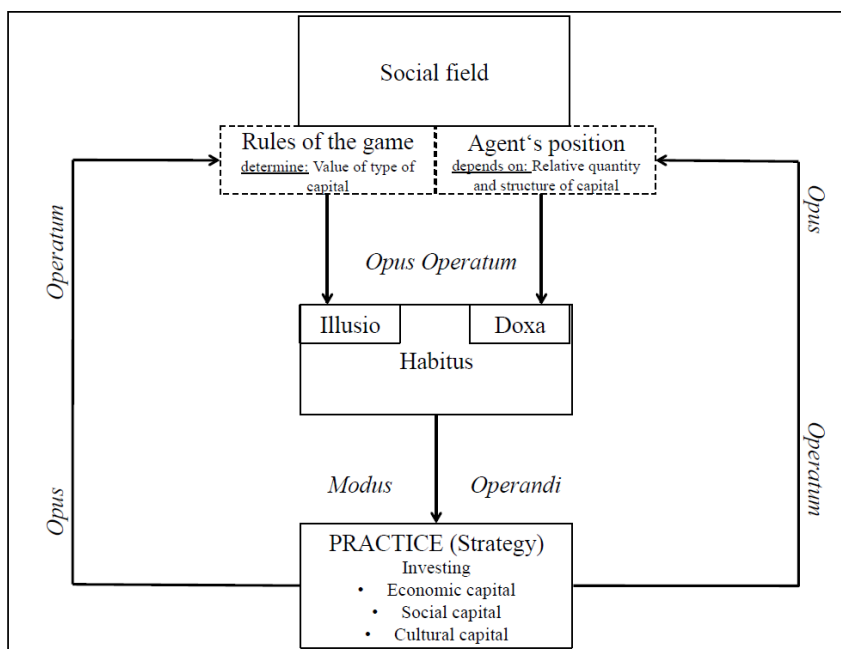 Social field
Rules of the game
determine: Value of type of
capital
Agent‘s position
depends on: Relative quantity
and structure of capital
Operatum
Opus
Opus Operatum
Illusio
Doxa
Habitus
Opus
Modus
Operandi
Operatum
PRACTICE (Strategy)
Investing
• Economic capital
• Social capital
• Cultural capital